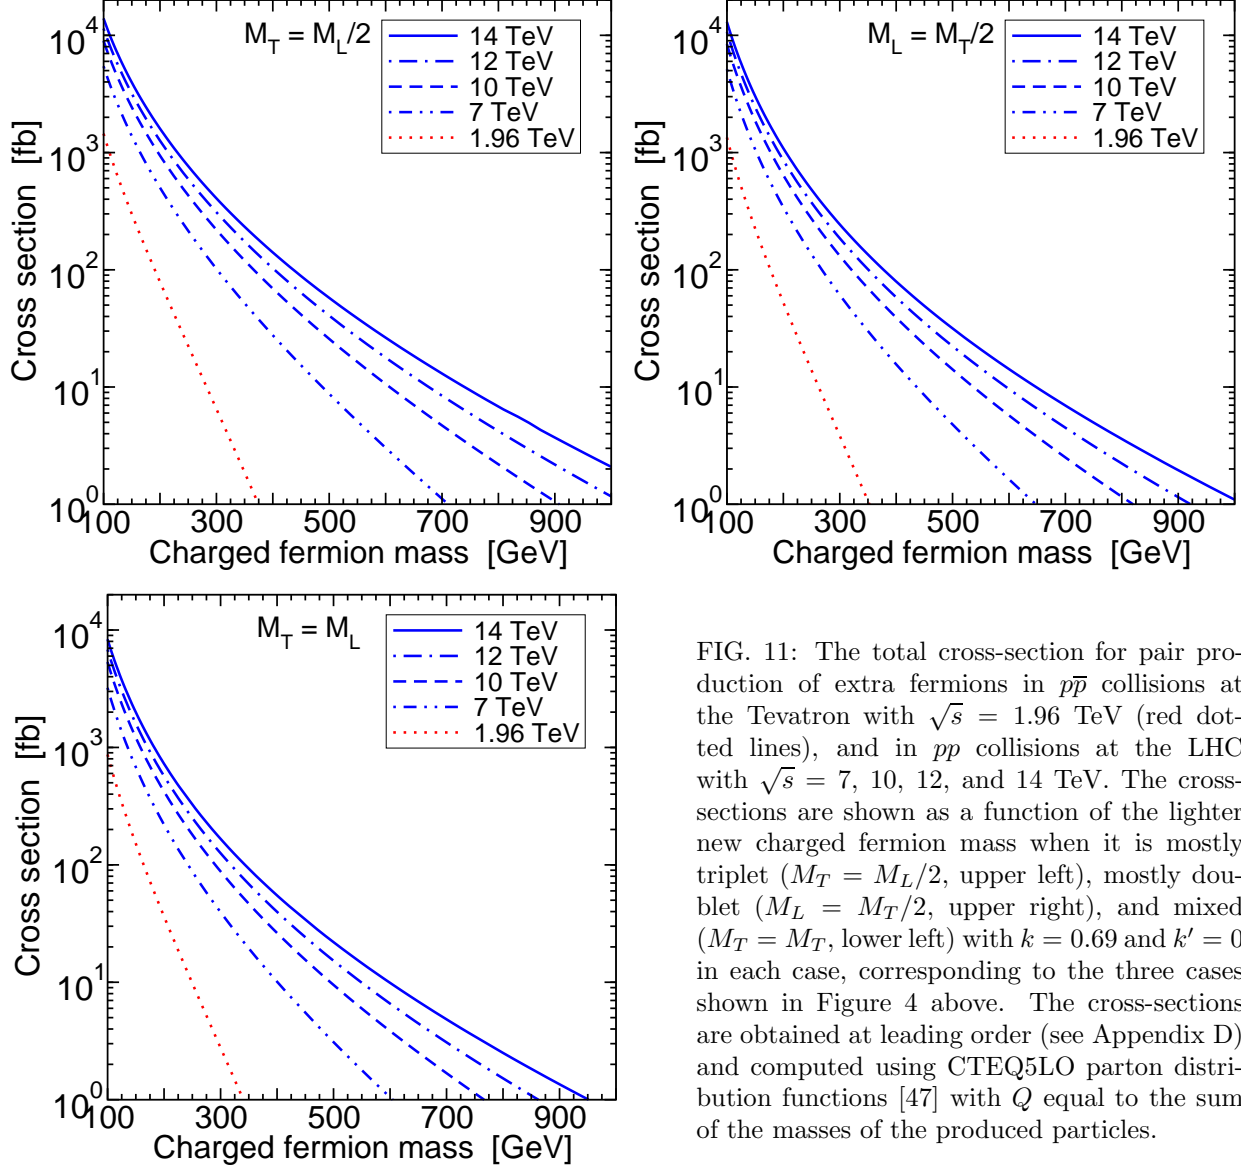 10^4
10^3
10^2
10^1
10^0
Cross section [fb]
M_T = M_L/2
14 TeV
12 TeV
10 TeV
7 TeV
1.96 TeV
100 300 500 700 900
Charged fermion mass [GeV]
10^4
10^3
10^2
10^1
10^0
Cross section [fb]
M_L = M_T/2
14 TeV
12 TeV
10 TeV
7 TeV
1.96 TeV
100 300 500 700 900
Charged fermion mass [GeV]
10^4
10^3
10^2
10^1
10^0
Cross section [fb]
M_T = M_L
14 TeV
12 TeV
10 TeV
7 TeV
1.96 TeV
100 300 500 700 900
Charged fermion mass [GeV]
FIG. 11: The total cross-section for pair pro-
duction of extra fermions in pp̅ collisions at
the Tevatron with √s = 1.96 TeV (red dot-
ted lines), and in pp collisions at the LHC
with √s = 7, 10, 12, and 14 TeV. The cross-
sections are shown as a function of the lighter
new charged fermion mass when it is mostly
triplet (M_T = M_L/2, upper left), mostly dou-
blet (M_L = M_T/2, upper right), and mixed
(M_T = M_T, lower left) with k = 0.69 and k′ = 0
in each case, corresponding to the three cases
shown in Figure 4 above. The cross-sections
are obtained at leading order (see Appendix D)
and computed using CTEQ5LO parton distri-
bution functions [47] with Q equal to the sum
of the masses of the produced particles.